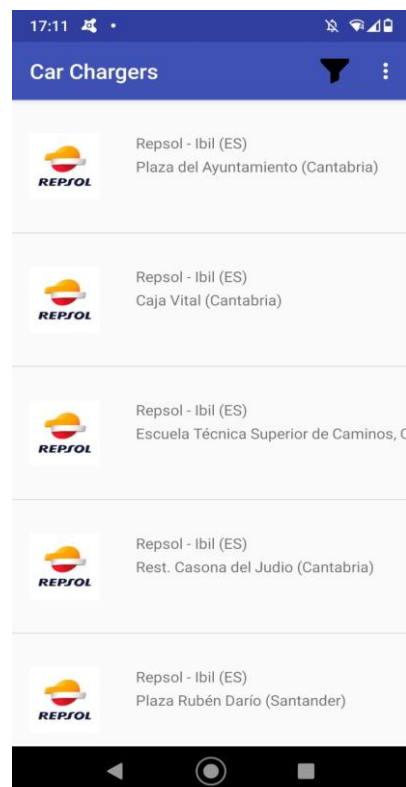 17:11
Car Chargers
Repsol - Ibil (ES)
Plaza del Ayuntamiento (Cantabria)
REPSOL
Repsol - Ibil (ES)
Caja Vital (Cantabria)
REPSOL
Repsol - Ibil (ES)
Escuela Técnica Superior de Caminos, C
REPSOL
Repsol - Ibil (ES)
Rest. Casona del Judio (Cantabria)
REPSOL
Repsol - Ibil (ES)
Plaza Rubén Darío (Santander)
REPSOL